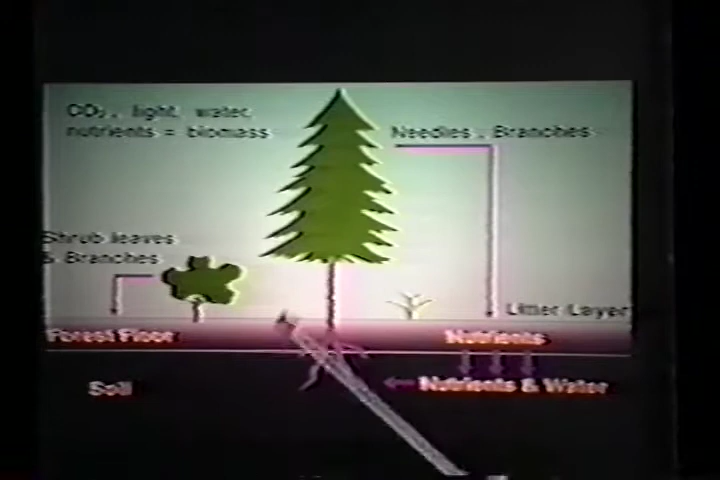 CO₂, light, water,
nutrients = biomass
Needles, Branches
Shrub leaves
& Branches
Litter Layer
Forest Floor
Nutrients
Soil
Nutrients & Water